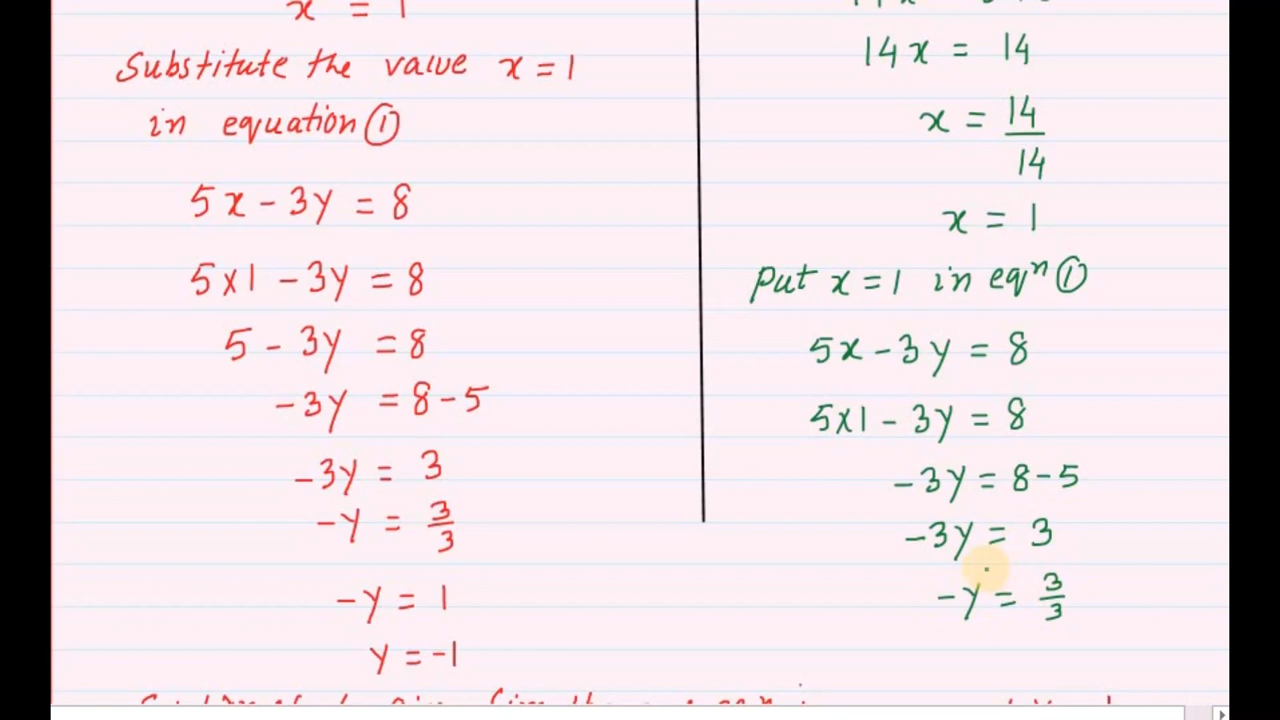 x = 1
Substitute the value x = 1
in equation ①
5x - 3y = 8
5x1 - 3y = 8
5 - 3y = 8
-3y = 8 - 5
-3y = 3
-y = 3/3
-y = 1
y = -1
14x = 14
x = 14/14
x = 1
Put x = 1 in eqⁿ ①
5x - 3y = 8
5x1 - 3y = 8
-3y = 8 - 5
-3y = 3
-y = 3/3